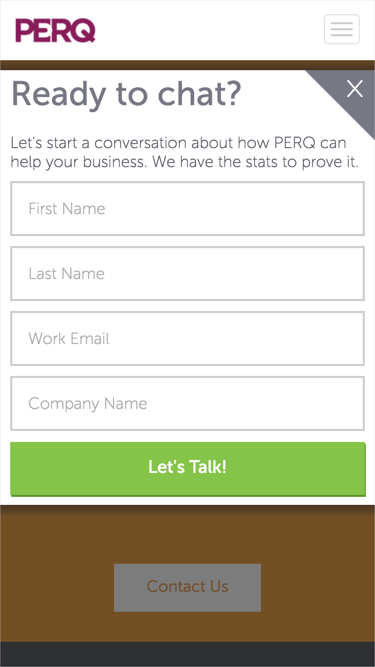 PERQ
Ready to chat?
X
Let's start a conversation about how PERQ can
help your business. We have the stats to prove it.
First Name
Last Name
Work Email
Company Name
Let's Talk!
Contact Us